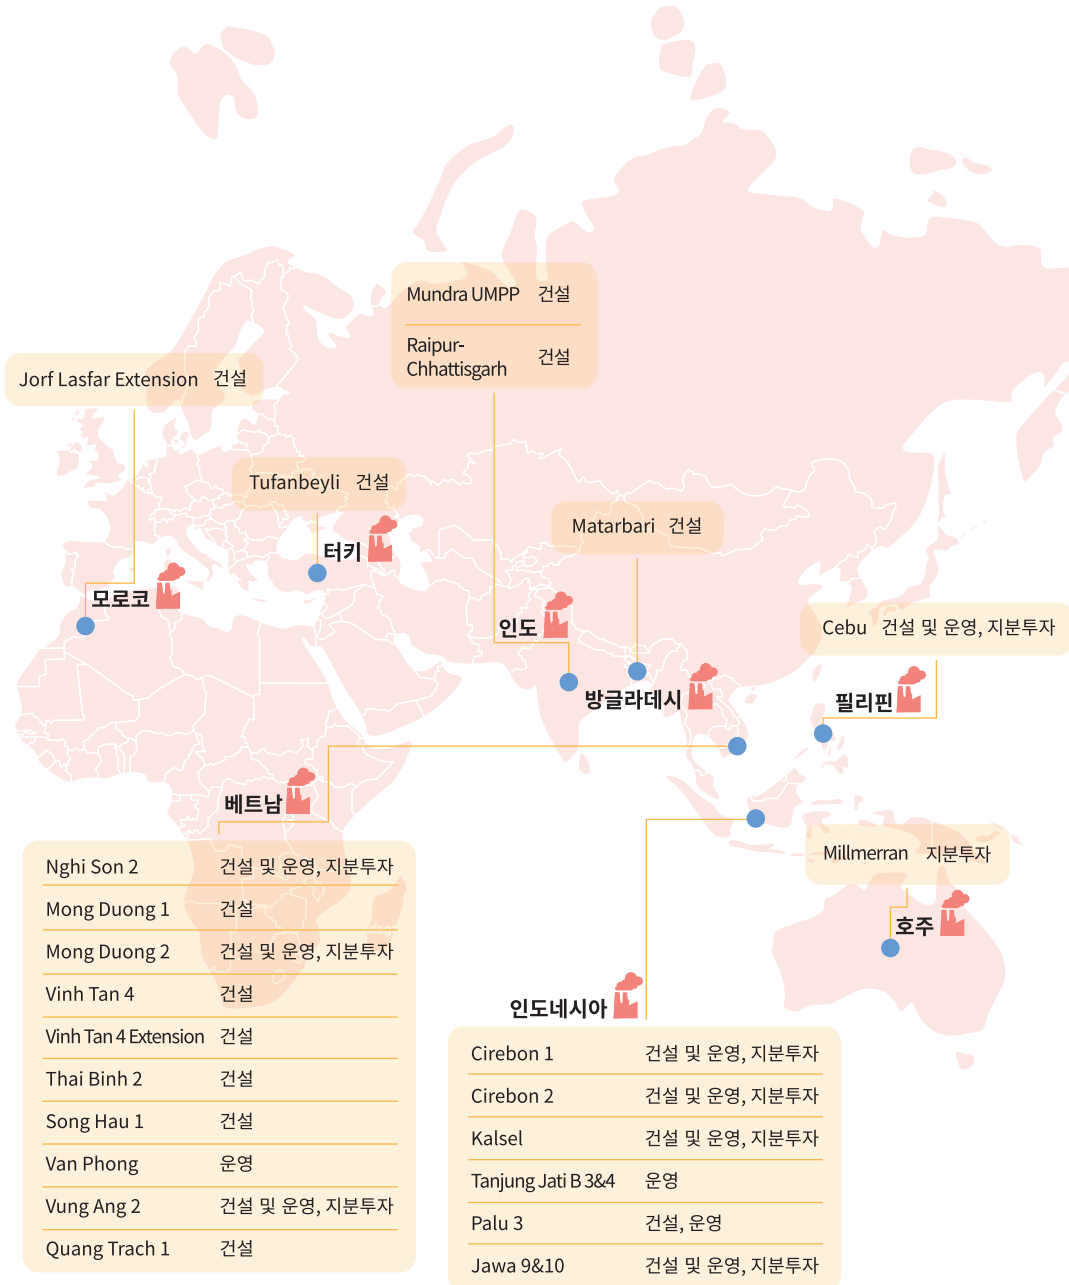 Mundra UMPP 건설
Raipur-
Chhattisgarh 건설
Jorf Lasfar Extension 건설
Tufanbeyli 건설
터키
Matarbari 건설
모로코
인도
Cebu 건설 및 운영, 지분투자
방글라데시
필리핀
베트남
Nghi Son 2 건설 및 운영, 지분투자
Mong Duong 1 건설
Mong Duong 2 건설 및 운영, 지분투자
Vinh Tan 4 건설
Vinh Tan 4 Extension 건설
Thai Binh 2 건설
Song Hau 1 건설
Van Phong 운영
Vung Ang 2 건설 및 운영, 지분투자
Quang Trach 1 건설
Millmerran 지분투자
호주
인도네시아
Cirebon 1 건설 및 운영, 지분투자
Cirebon 2 건설 및 운영, 지분투자
Kalsel 건설 및 운영, 지분투자
Tanjung Jati B 3&4 운영
Palu 3 건설, 운영
Jawa 9&10 건설 및 운영, 지분투자